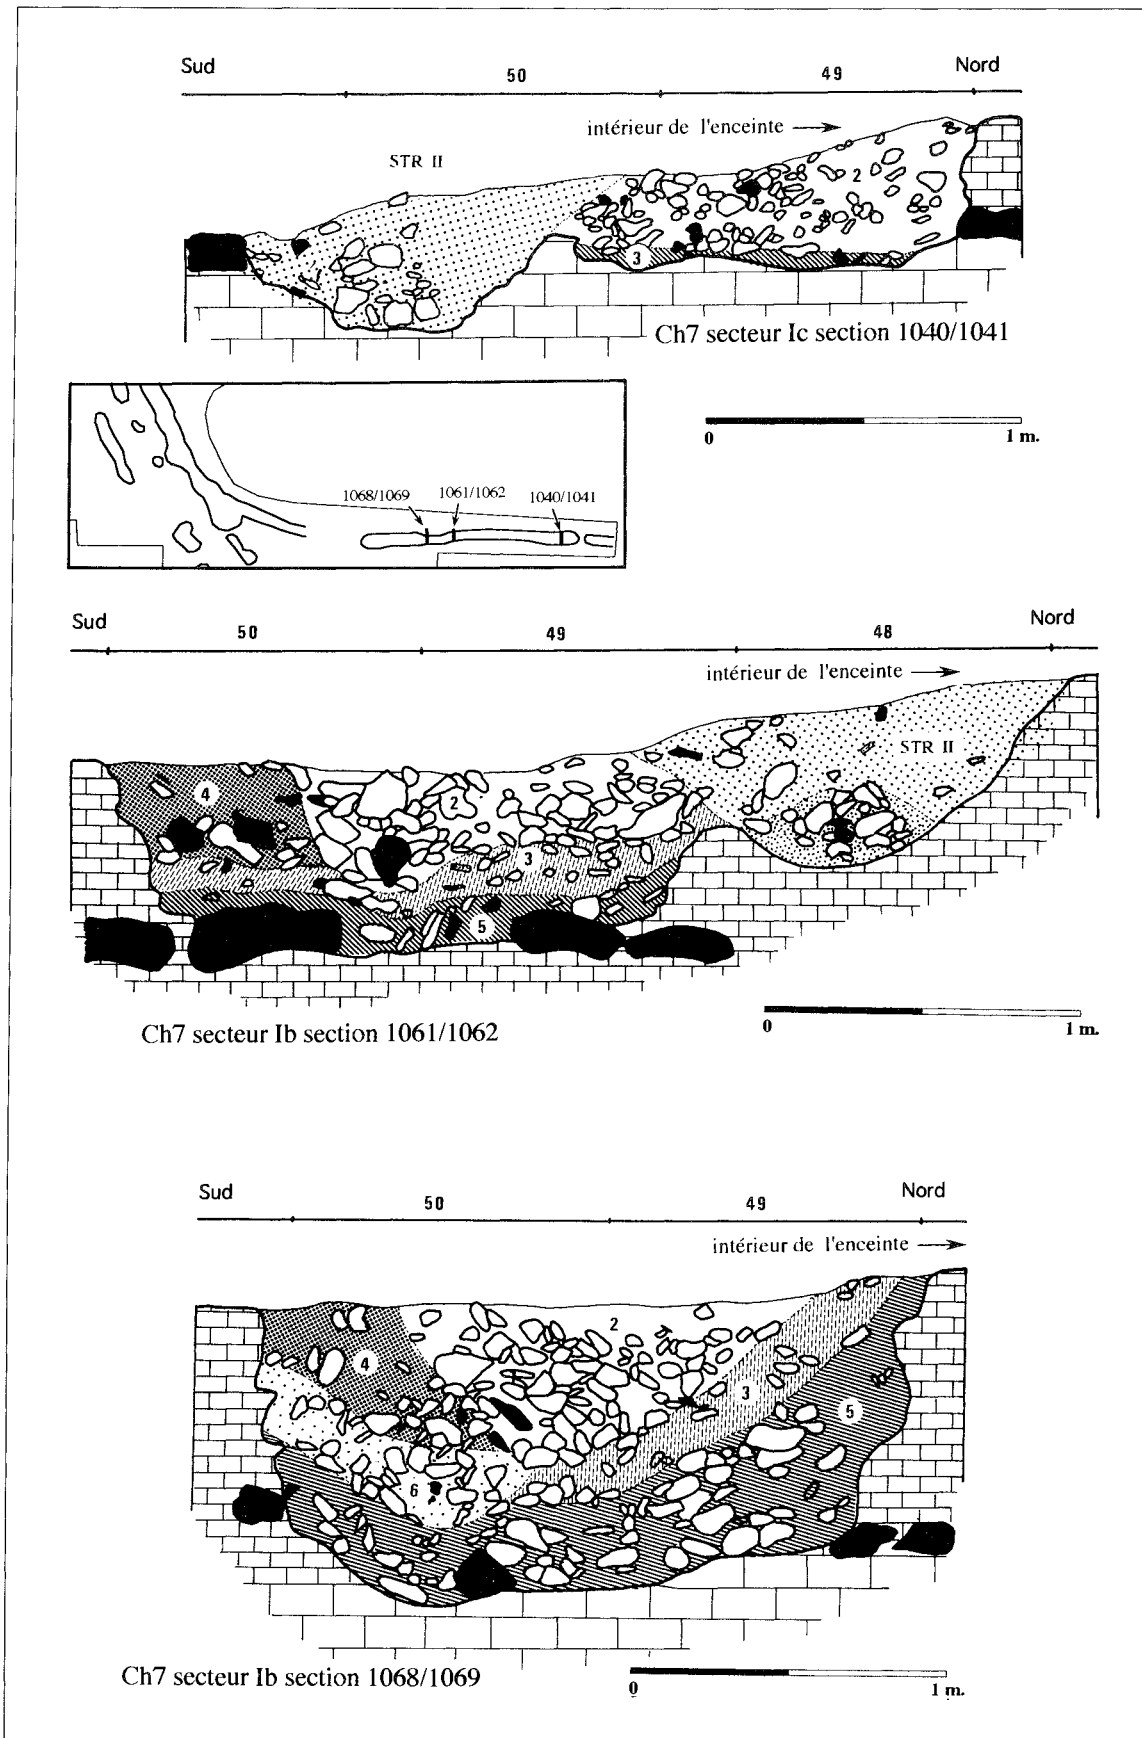 Sud 50 49 Nord
intérieur de l'enceinte
STR II
2
3
Ch7 secteur Ic section 1040/1041
0 1 m.
1068/1069 1061/1062 1040/1041
Sud 50 49 48 Nord
intérieur de l'enceinte
STR II
4
2
3
5
0 1 m.
Ch7 secteur Ib section 1061/1062
Sud 50 49 Nord
intérieur de l'enceinte
2
4
3
5
6
Ch7 secteur Ib section 1068/1069
0 1 m.